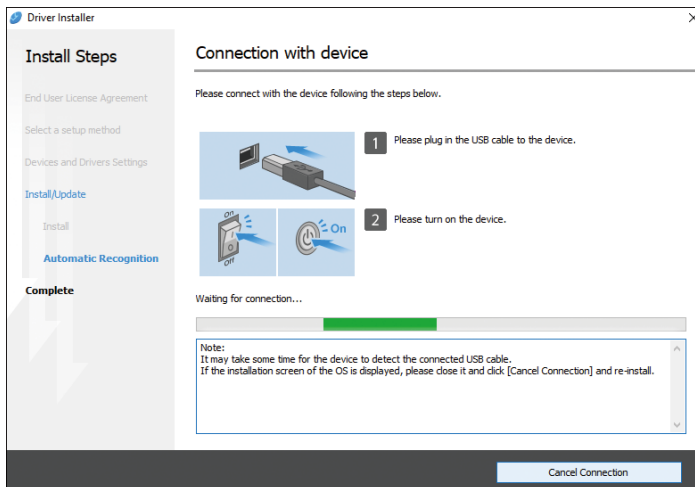 Driver Installer
Install Steps
End User License Agreement
Select a setup method
Devices and Drivers Settings
Install/Update
Install
Automatic Recognition
Complete
Connection with device
Please connect with the device following the steps below.
1 Please plug in the USB cable to the device.
On
Off
On
2 Please turn on the device.
Waiting for connection...
Note:
It may take some time for the device to detect the connected USB cable.
If the installation screen of the OS is displayed, please close it and click [Cancel Connection] and re-install.
Cancel Connection